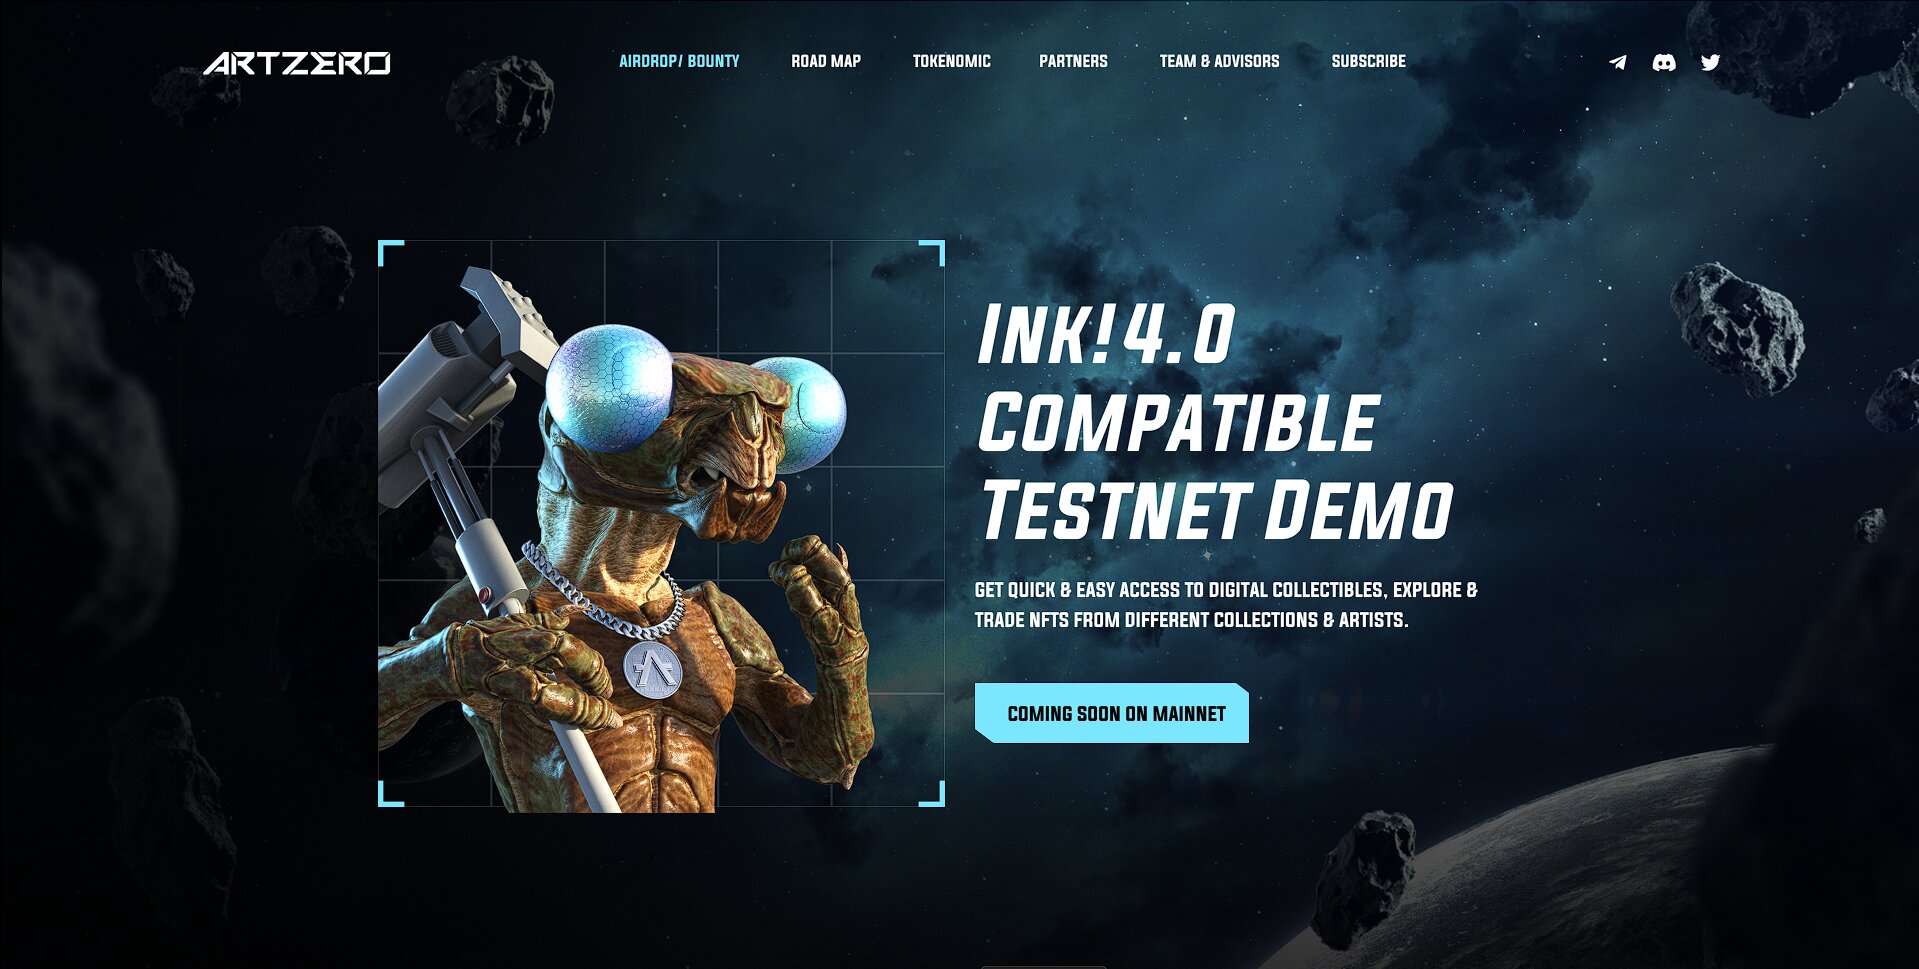 ARTZERO
AIRDROP/ BOUNTY
ROAD MAP
TOKENOMIC
PARTNERS
TEAM & ADVISORS
SUBSCRIBE
INK!4.0
COMPATIBLE
TESTNET DEMO
GET QUICK & EASY ACCESS TO DIGITAL COLLECTIBLES, EXPLORE &
TRADE NFTS FROM DIFFERENT COLLECTIONS & ARTISTS.
COMING SOON ON MAINNET